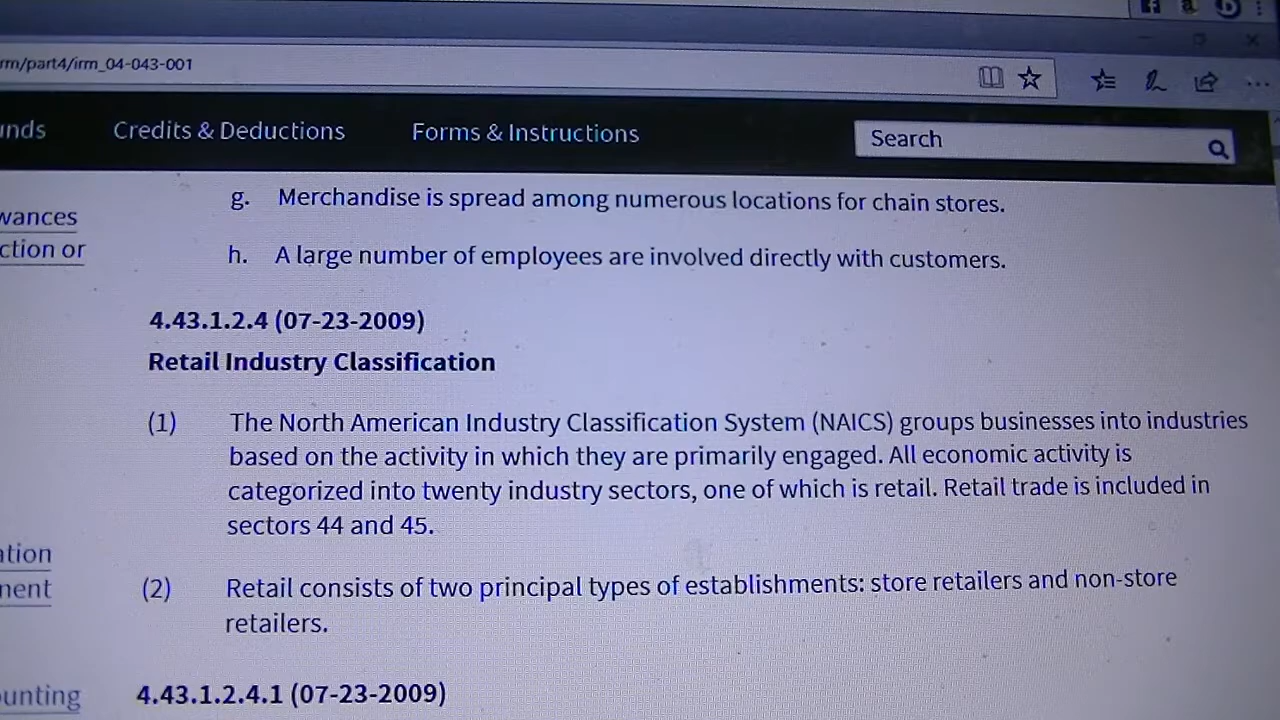 rm/part4/irm_04-043-001
Credits & Deductions
Forms & Instructions
Search
g. Merchandise is spread among numerous locations for chain stores.
ction or
h. A large number of employees are involved directly with customers.
4.43.1.2.4 (07-23-2009)
Retail Industry Classification
(1) The North American Industry Classification System (NAICS) groups businesses into industries
based on the activity in which they are primarily engaged. All economic activity is
categorized into twenty industry sectors, one of which is retail. Retail trade is included in
sectors 44 and 45.
(2) Retail consists of two principal types of establishments: store retailers and non-store
retailers.
4.43.1.2.4.1 (07-23-2009)